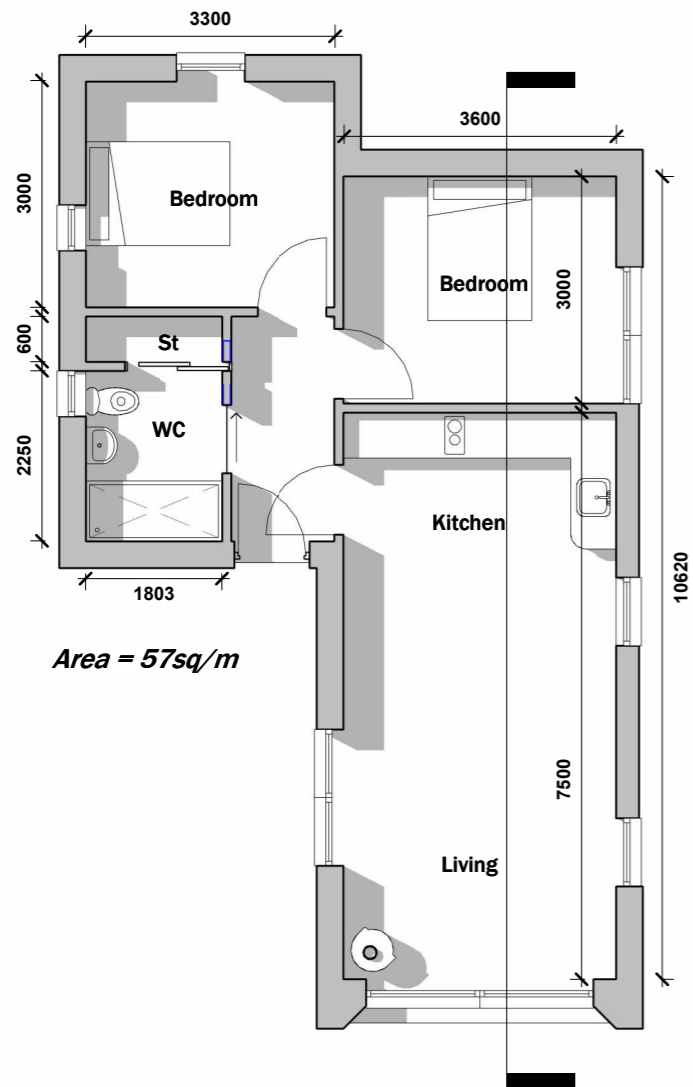 3300
3600
3000
Bedroom
Bedroom
3000
600
St
WC
2250
Kitchen
10620
1803
Area = 57sq/m
7500
Living